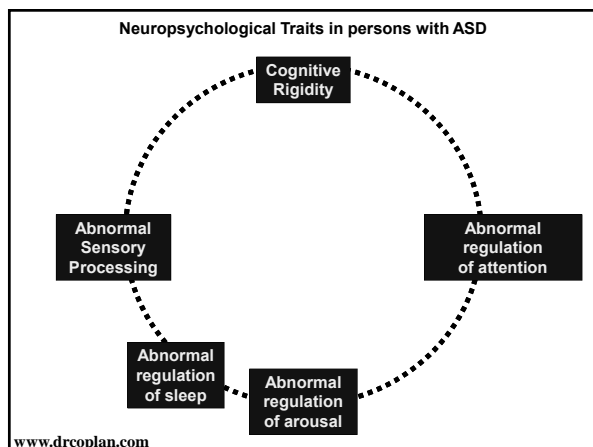 Neuropsychological Traits in persons with ASD
Cognitive
Rigidity
Abnormal
Sensory
Processing
Abnormal
regulation
of attention
Abnormal
regulation
of sleep
Abnormal
regulation
of arousal
www.drcoplan.com